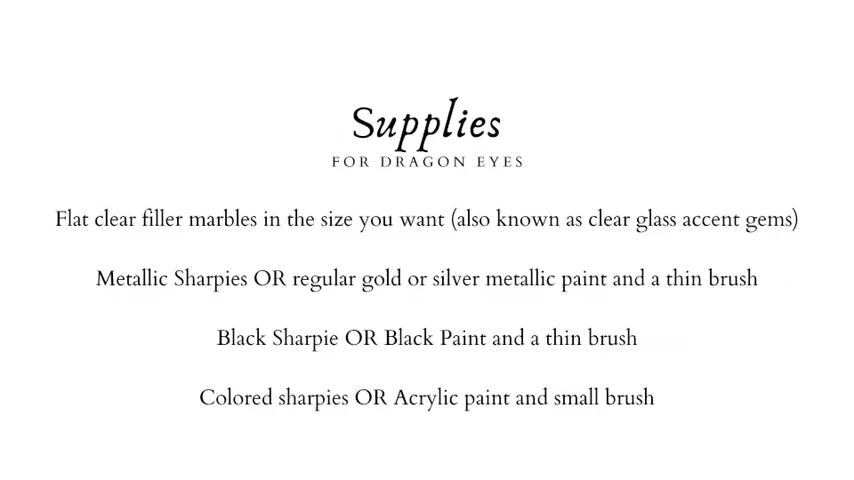 Supplies
FOR DRAGON EYES
Flat clear filler marbles in the size you want (also known as clear glass accent gems)
Metallic Sharpies OR regular gold or silver metallic paint and a thin brush
Black Sharpie OR Black Paint and a thin brush
Colored sharpies OR Acrylic paint and small brush